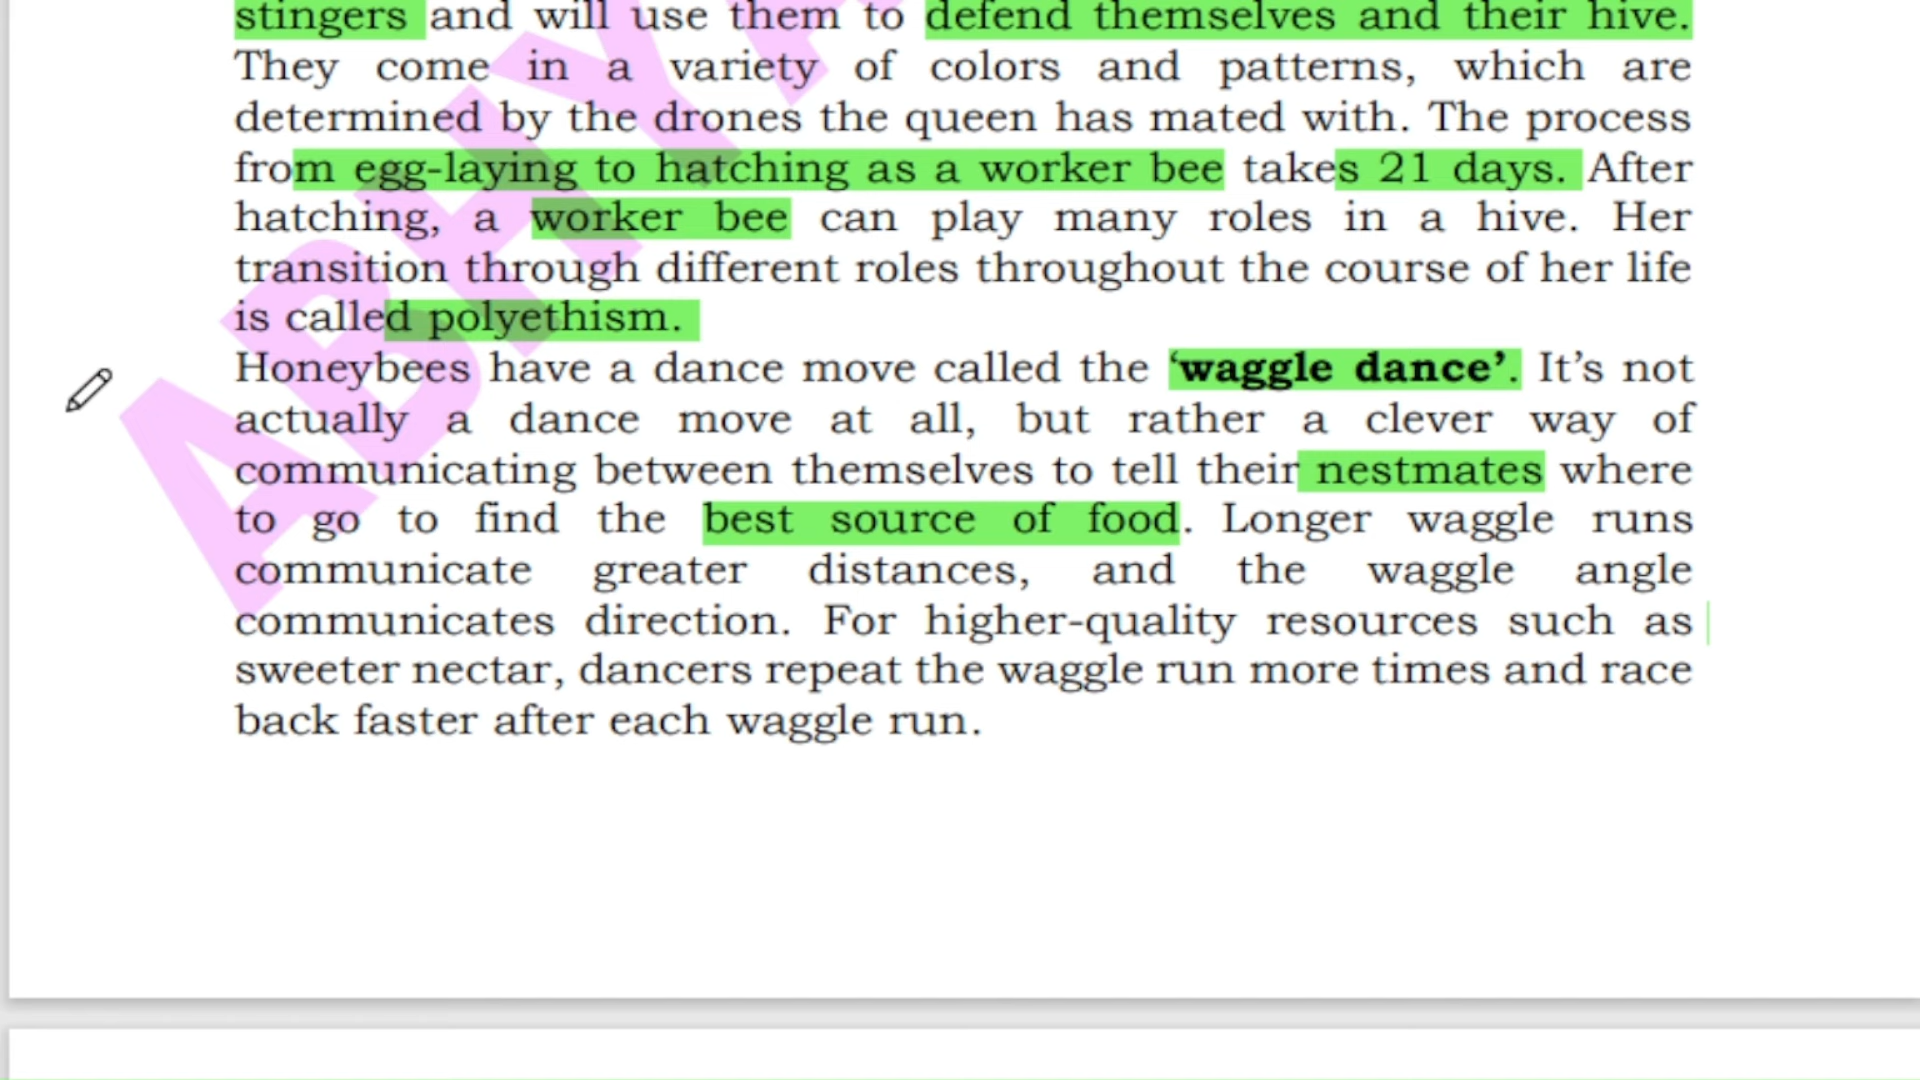 stingers and will use them to defend themselves and their hive.
They come in a variety of colors and patterns, which are
determined by the drones the queen has mated with. The process
from egg-laying to hatching as a worker bee takes 21 days. After
hatching, a worker bee can play many roles in a hive. Her
transition through different roles throughout the course of her life
is called polyethism.
Honeybees have a dance move called the ‘waggle dance’. It’s not
actually a dance move at all, but rather a clever way of
communicating between themselves to tell their nestmates where
to go to find the best source of food. Longer waggle runs
communicate greater distances, and the waggle angle
communicates direction. For higher-quality resources such as
sweeter nectar, dancers repeat the waggle run more times and race
back faster after each waggle run.